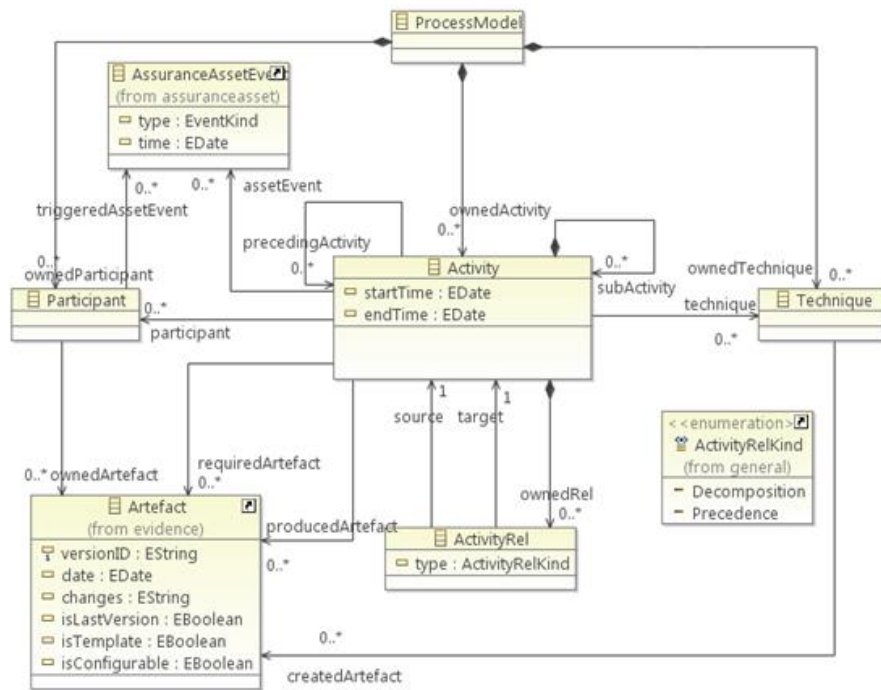 ProcessModel
AssuranceAssetEvent
(from assuranceasset)
type : EventKind
time : EDate
0..*
0..*
assetEvent
triggeredAssetEvent
ownedActivity
0..*
precedingActivity
0..*
0..*
ownedParticipant
Activity
startTime : EDate
endTime : EDate
0..*
subActivity
ownedTechnique
0..*
Participant
0..*
participant
technique
0..*
Technique
1
1
source
target
<<enumeration>>
ActivityRelKind
(from general)
Decomposition
Precedence
0..*
ownedArtefact
requiredArtefact
0..*
ownedRel
0..*
Artefact
(from evidence)
versionID : EString
date : EDate
changes : EString
isLastVersion : EBoolean
isTemplate : EBoolean
isConfigurable : EBoolean
producedArtefact
0..*
ActivityRel
type : ActivityRelKind
0..*
createdArtefact